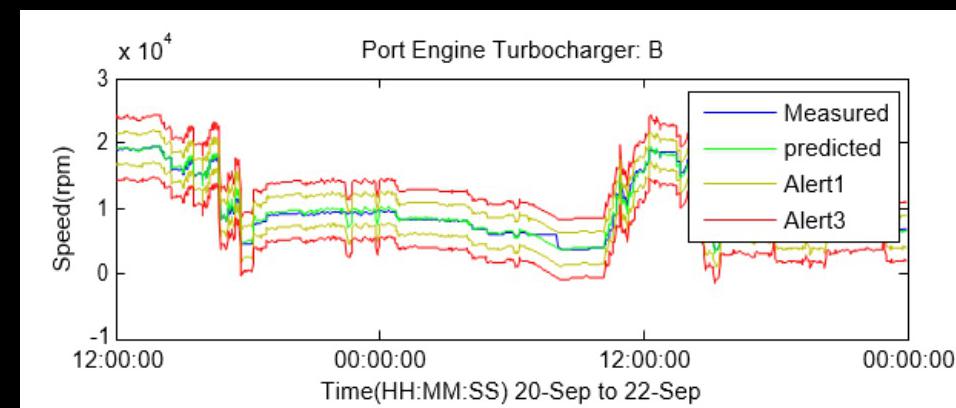 x 10^4
Port Engine Turbocharger: B
3
2
1
0
-1
Speed(rpm)
Measured
predicted
Alert1
Alert3
12:00:00 00:00:00 12:00:00 00:00:00
Time(HH:MM:SS) 20-Sep to 22-Sep